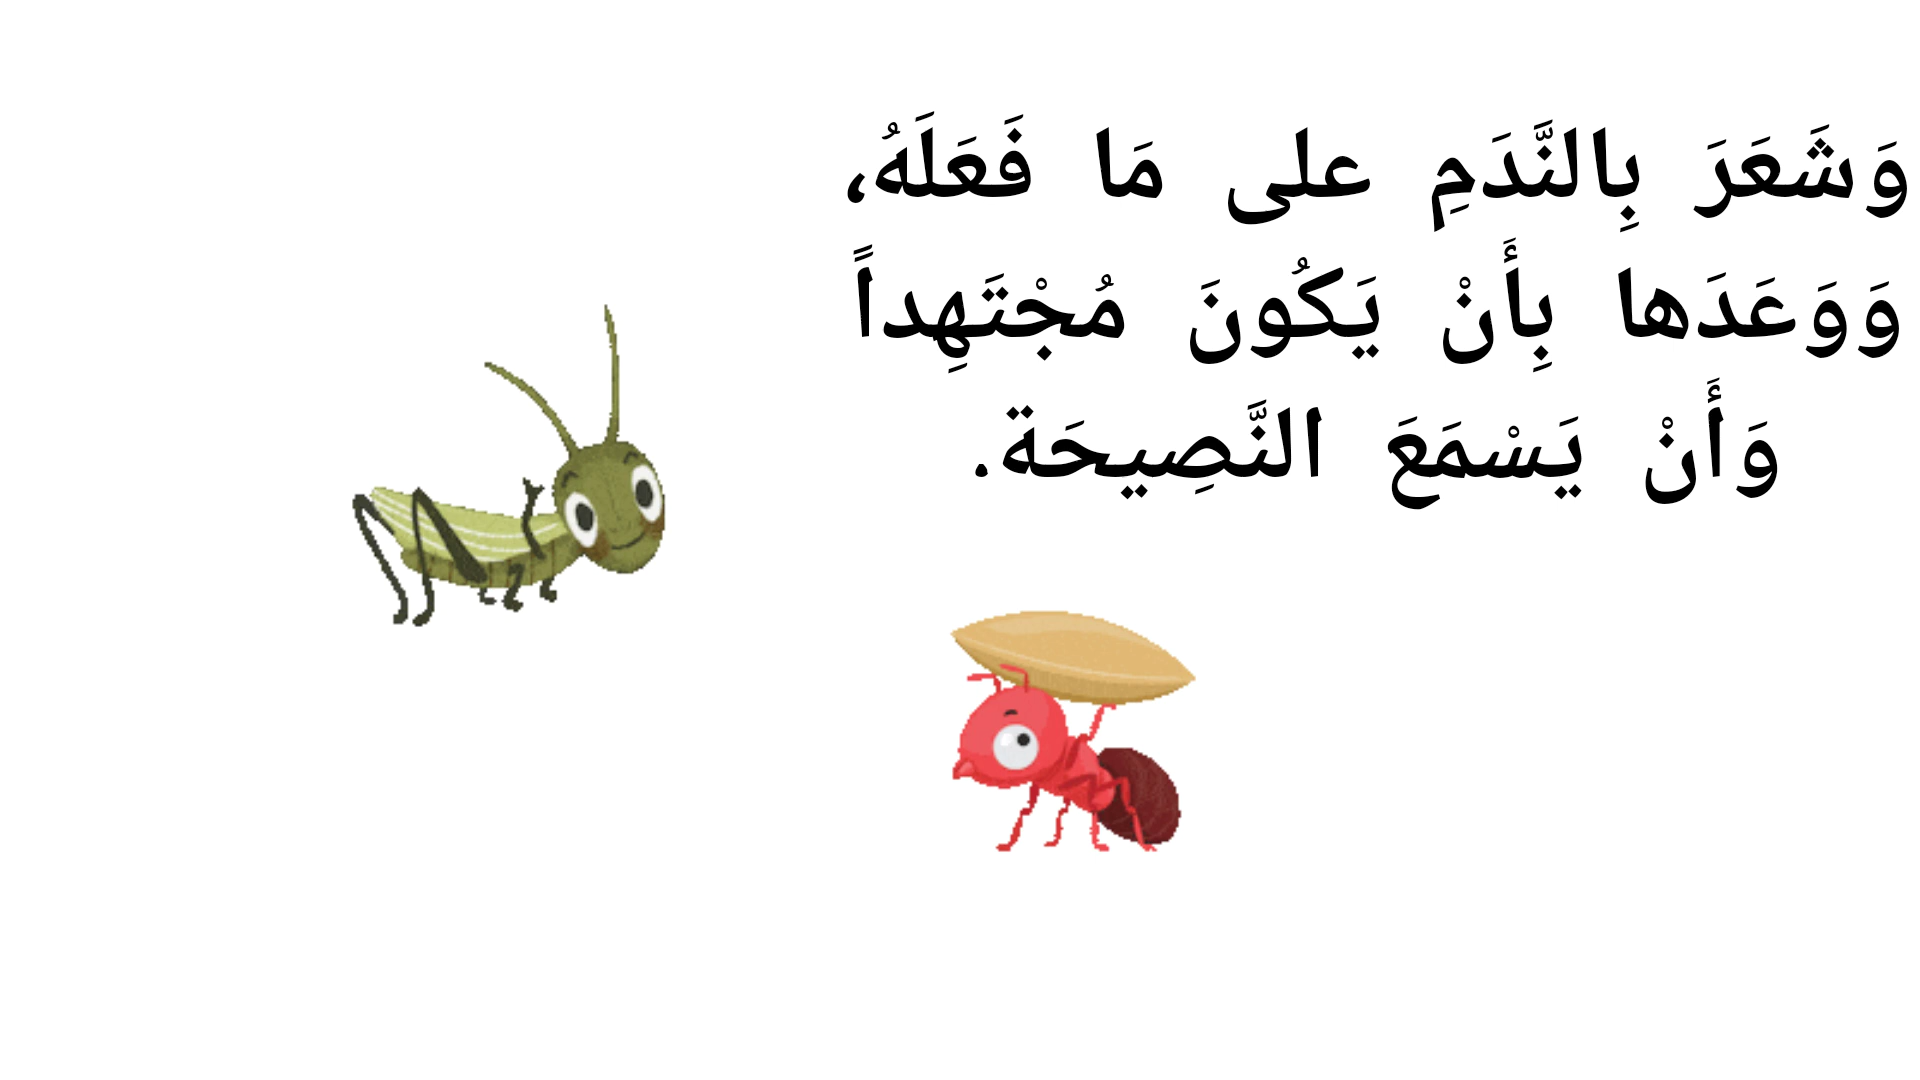 وَشَعَرَ بِالنَّدَمِ على مَا فَعَلَهُ،
وَوَعَدَها بِأَنْ يَكُونَ مُجْتَهِداً
وَأَنْ يَسْمَعَ النَّصِيحَة.